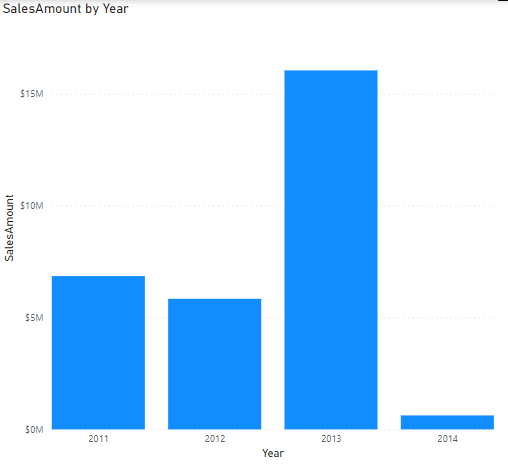 SalesAmount by Year
$15M
$10M
$5M
$0M
SalesAmount
2011 2012 2013 2014
Year